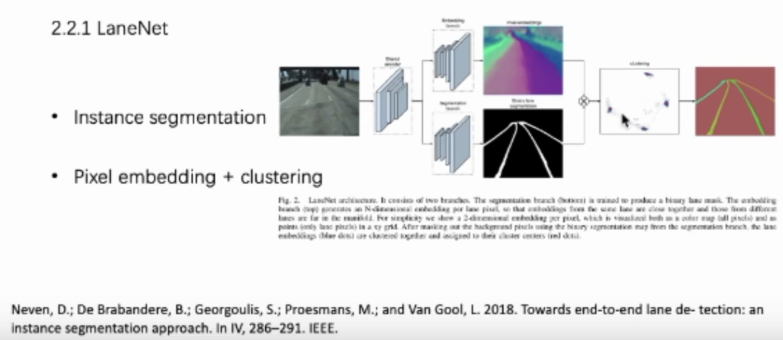 2.2.1 LaneNet
Embedding
branch
Pixel embeddings
Shared
encoder
clustering
Segmentation
branch
Binary lane
segmentation
• Instance segmentation
• Pixel embedding + clustering
Fig. 2. LaneNet architecture. It consists of two branches. The segmentation branch (bottom) is trained to produce a binary lane mask. The embedding
branch (top) generates an N-dimensional embedding per lane pixel, so that embeddings from the same lane are close together and those from different
lanes are far in the manifold. For simplicity we show a 2-dimensional embedding per pixel, which is visualized both as a color map (all pixels) and as
points (only lane pixels) in a xy grid. After masking out the background pixels using the binary segmentation map from the segmentation branch, the lane
embeddings (blue dots) are clustered together and assigned to their cluster centers (red dots).
Neven, D.; De Brabandere, B.; Georgoulis, S.; Proesmans, M.; and Van Gool, L. 2018. Towards end-to-end lane de- tection: an
instance segmentation approach. In IV, 286–291. IEEE.